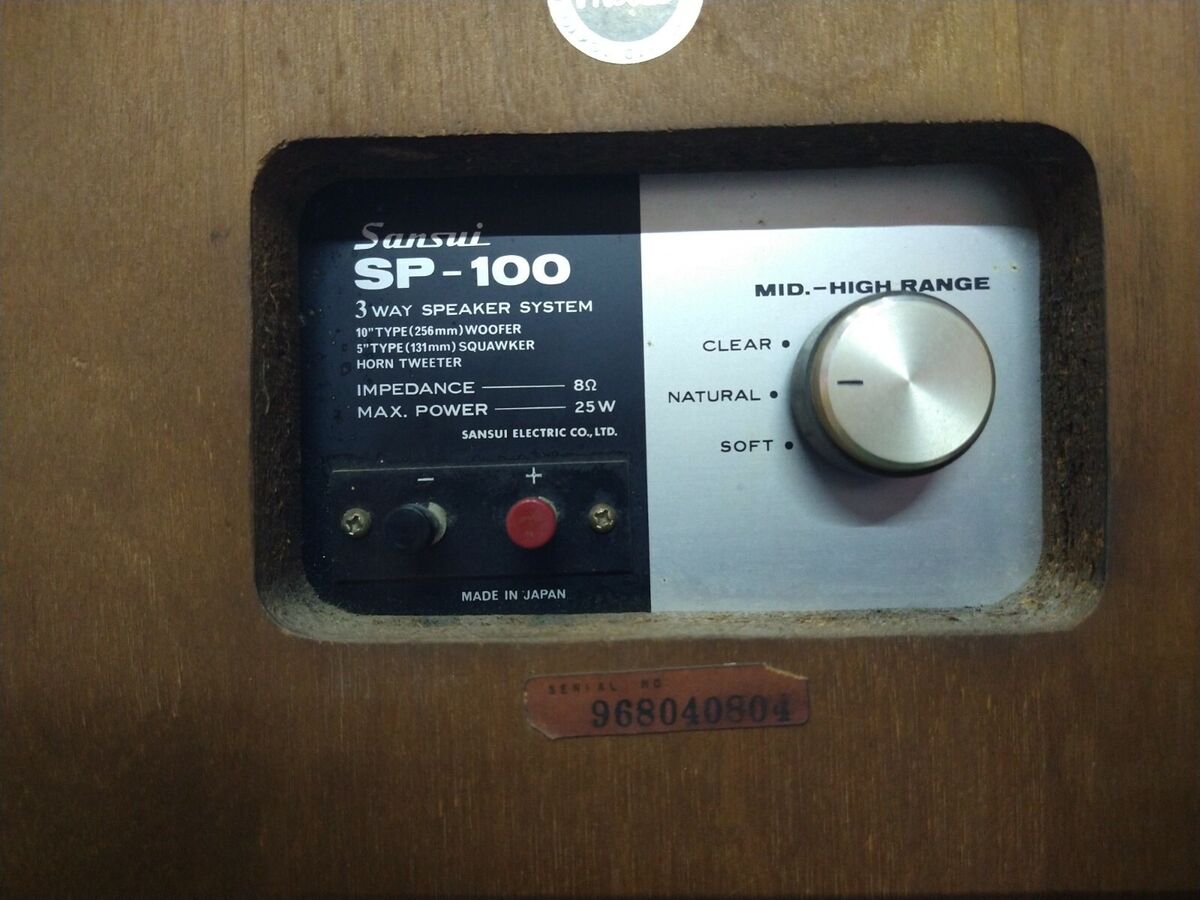 Sansui
SP-100
3 WAY SPEAKER SYSTEM
10" TYPE (256mm) WOOFER
5" TYPE (131mm) SQUAWKER
HORN TWEETER
IMPEDANCE 8Ω
MAX. POWER 25W
SANSUI ELECTRIC CO., LTD.
- +
MADE IN JAPAN
MID.-HIGH RANGE
CLEAR •
NATURAL •
SOFT •
SERIAL NO.
968040804